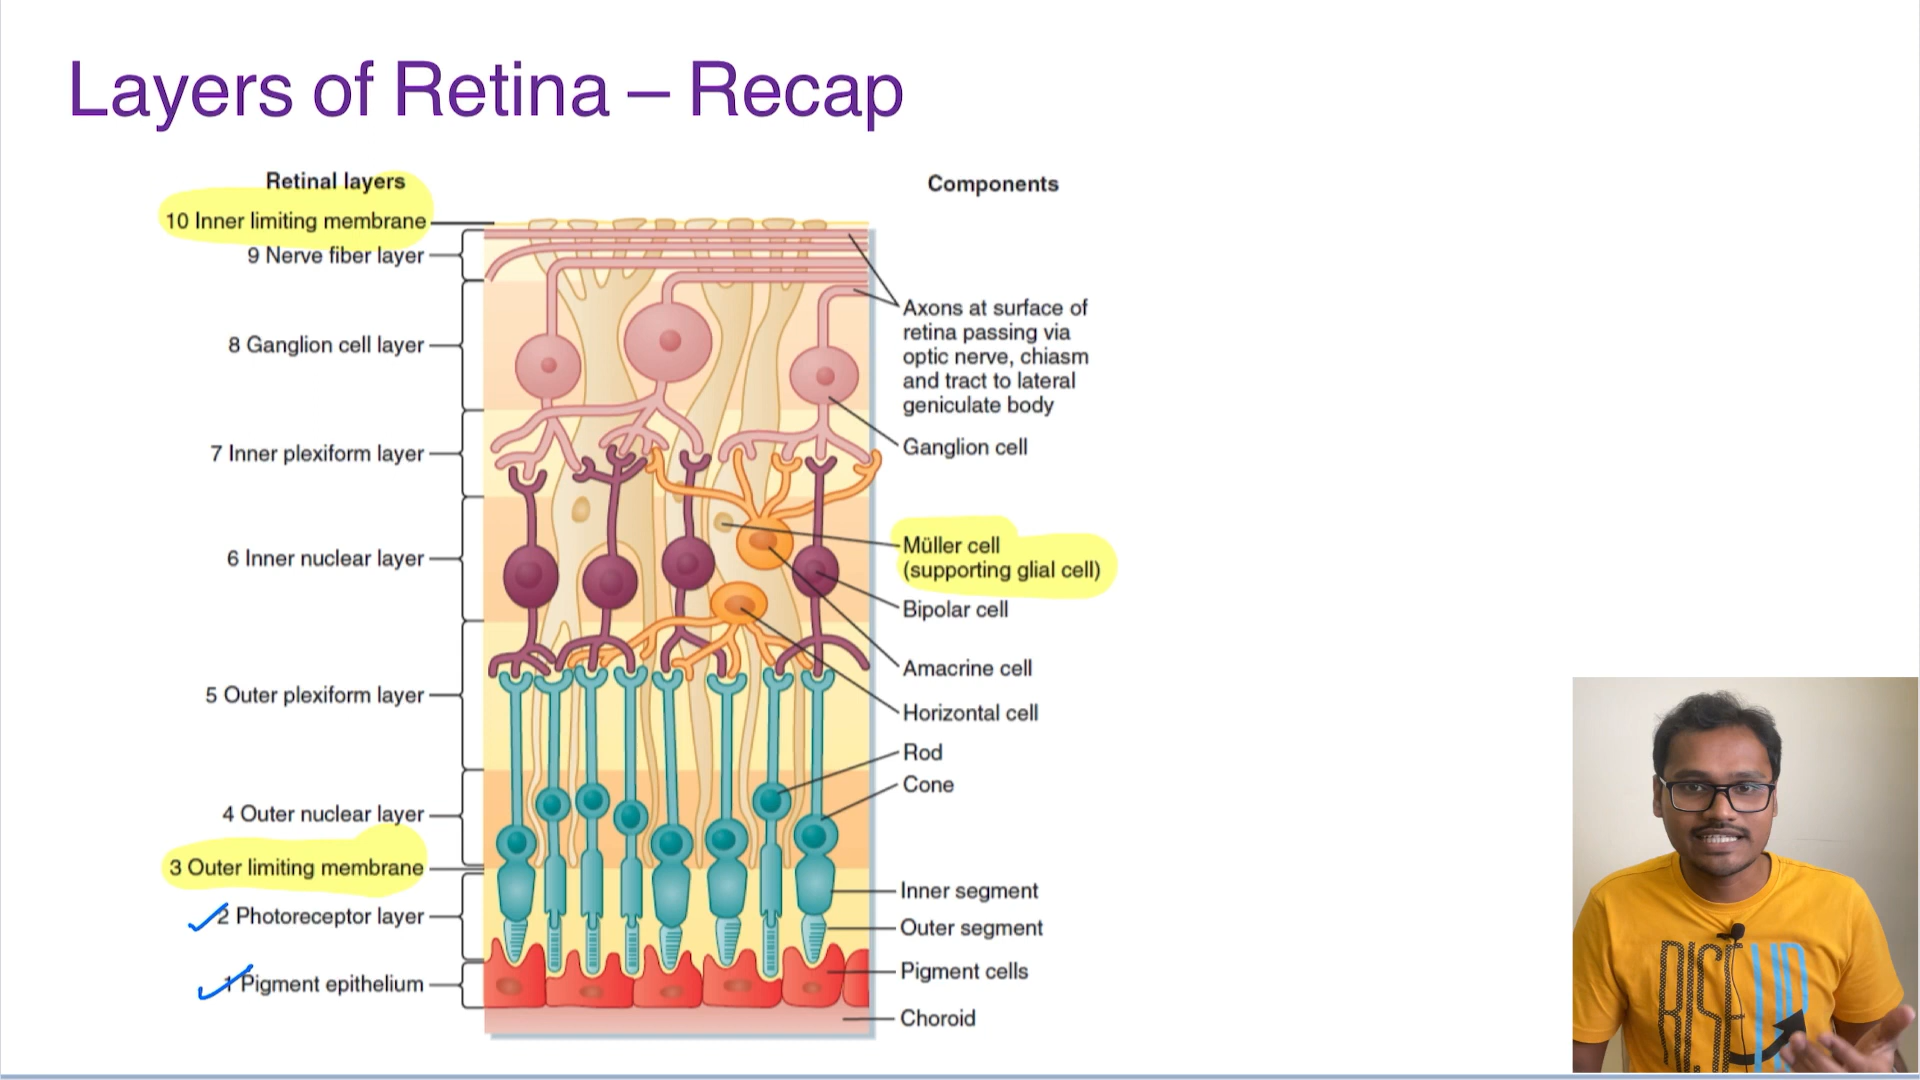 Layers of Retina – Recap
Retinal layers
10 Inner limiting membrane
9 Nerve fiber layer
8 Ganglion cell layer
7 Inner plexiform layer
6 Inner nuclear layer
5 Outer plexiform layer
4 Outer nuclear layer
3 Outer limiting membrane
2 Photoreceptor layer
1 Pigment epithelium
Components
Axons at surface of
retina passing via
optic nerve, chiasm
and tract to lateral
geniculate body
Ganglion cell
Müller cell
(supporting glial cell)
Bipolar cell
Amacrine cell
Horizontal cell
Rod
Cone
Inner segment
Outer segment
Pigment cells
Choroid
RISE UP